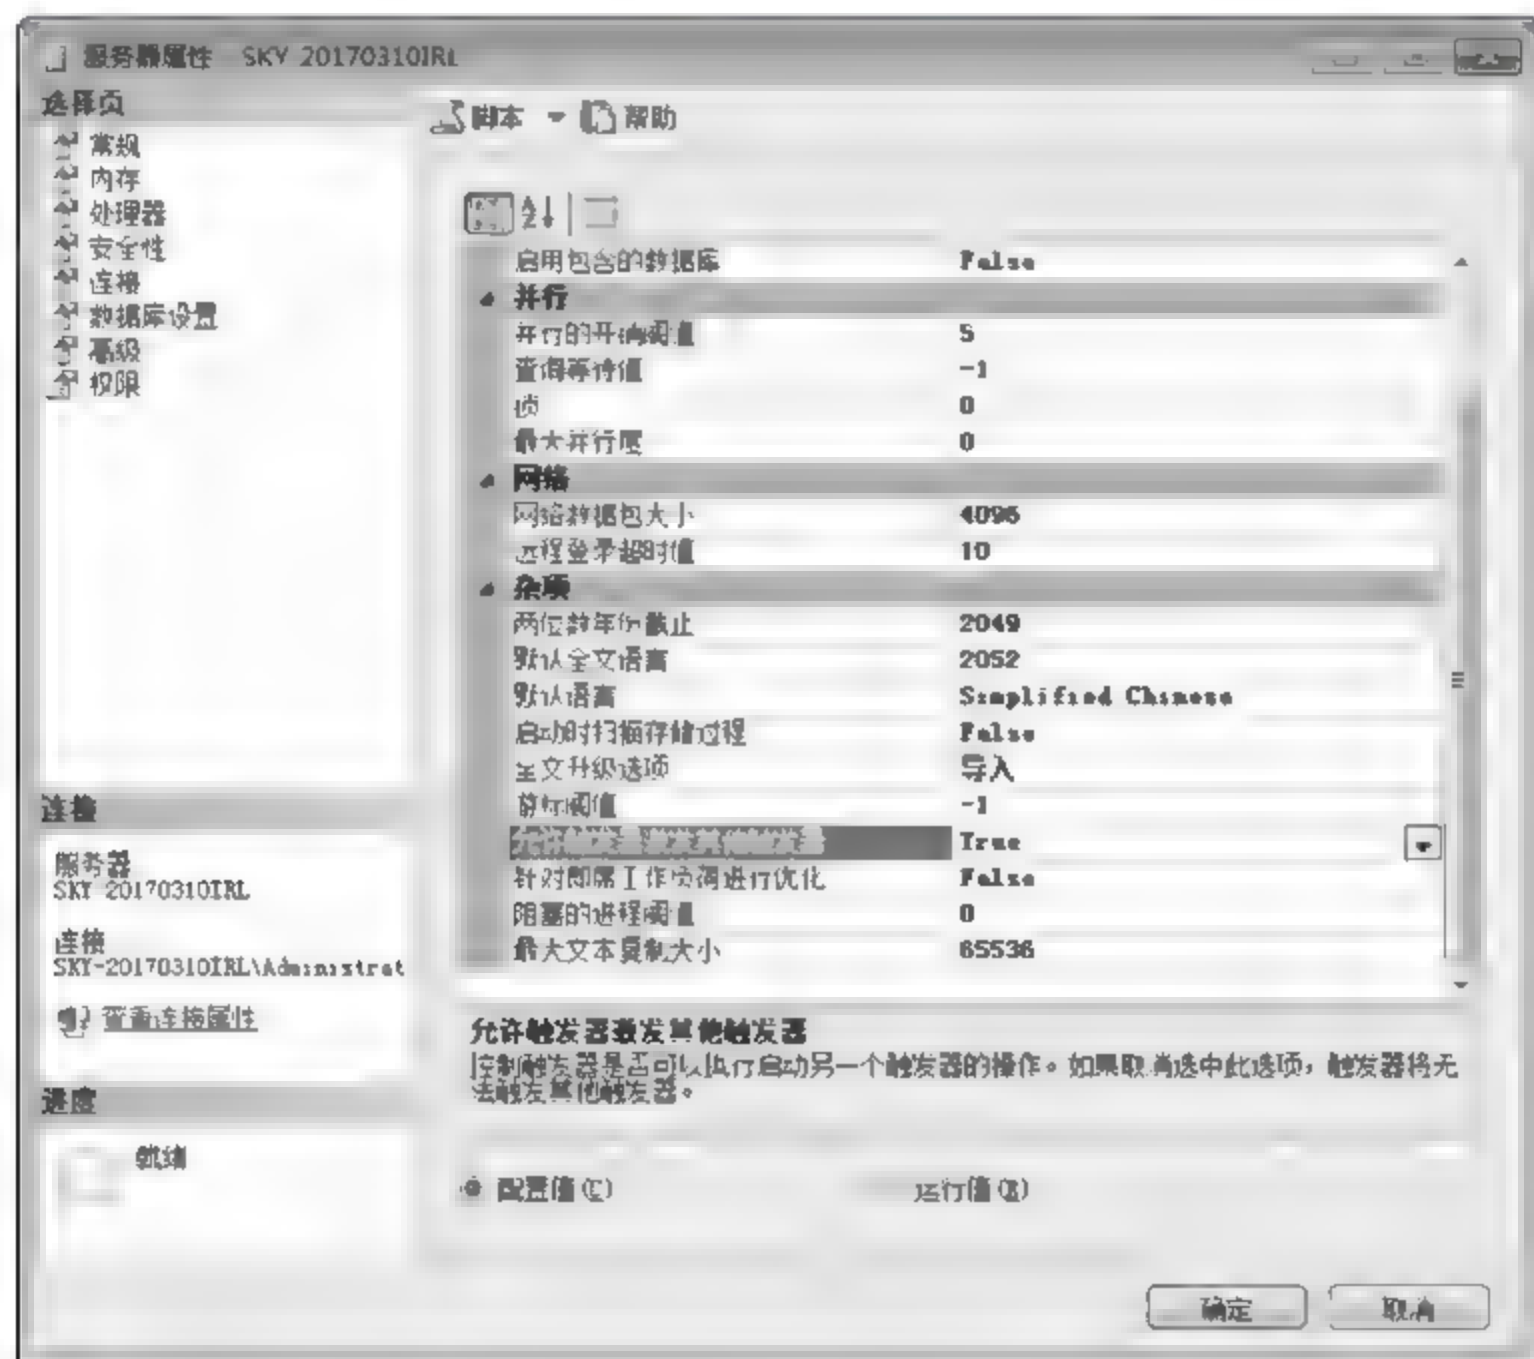 服务器属性 - SKY-20170310IRL
选择页
常规
内存
处理器
安全性
连接
数据库设置
高级
权限
脚本 帮助
启用包含的数据库 False
并行
并行的开销阈值 5
查询等待值 -1
锁 0
最大并行度 0
网络
网络数据包大小 4096
远程登录超时值 10
杂项
两位数年份截止 2049
默认全文语言 2052
默认语言 Simplified Chinese
启动时扫描存储过程 False
全文升级选项 导入
游标阈值 -1
允许触发器激发其他触发器 True
针对即席工作负荷进行优化 False
阻塞的进程阈值 0
最大文本复制大小 65536
连接
服务器
SKY-20170310IRL
连接
SKY-20170310IRL\Administrat
查看连接属性
进度
就绪
允许触发器激发其他触发器
控制触发器是否可以执行启动另一个触发器的操作。如果取消选中此选项，触发器将无
法触发其他触发器。
配置值(C) 运行值(R)
确定 取消